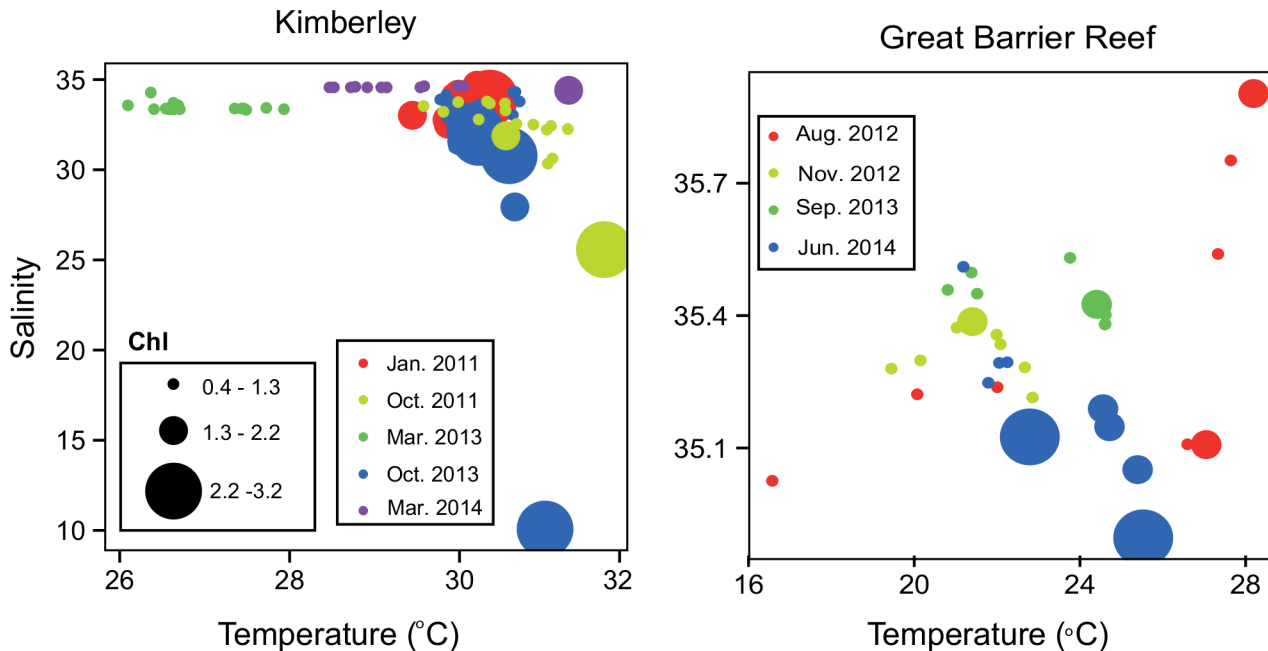 Kimberley
35
30
25
20
15
10
Salinity
Chl
0.4 - 1.3
1.3 - 2.2
2.2 -3.2
Jan. 2011
Oct. 2011
Mar. 2013
Oct. 2013
Mar. 2014
26 28 30 32
Temperature (°C)
Great Barrier Reef
Aug. 2012
Nov. 2012
Sep. 2013
Jun. 2014
35.7
35.4
35.1
16 20 24 28
Temperature (°C)